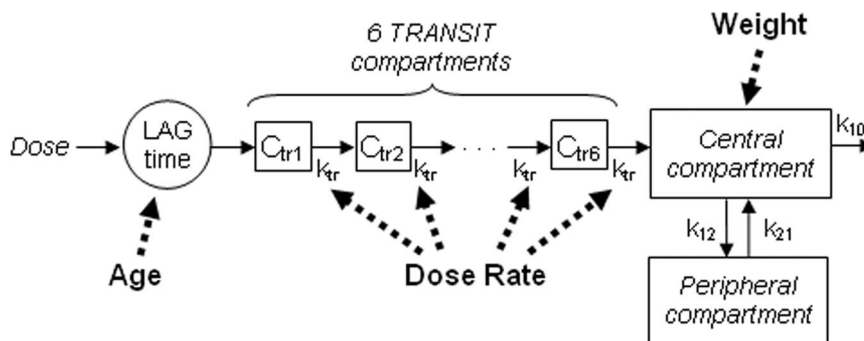 6 TRANSIT
compartments
Weight
Dose
LAG
time
Ctr1
ktr
Ctr2
ktr
. . .
ktr
Ctr6
ktr
Central
compartment
k10
k12
k21
Peripheral
compartment
Age
Dose Rate